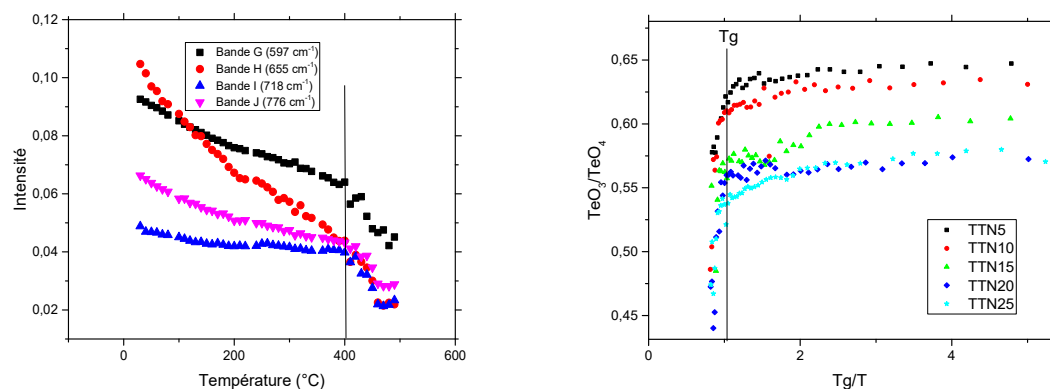 0,12
0,10
0,08
0,06
0,04
0,02
Intensité
Bande G (597 cm⁻¹)
Bande H (655 cm⁻¹)
Bande I (718 cm⁻¹)
Bande J (776 cm⁻¹)
0
200
400
600
Température (°C)
Tg
0,65
0,60
0,55
0,50
0,45
TeO₃/TeO₄
TTN5
TTN10
TTN15
TTN20
TTN25
0
2
4
Tg/T